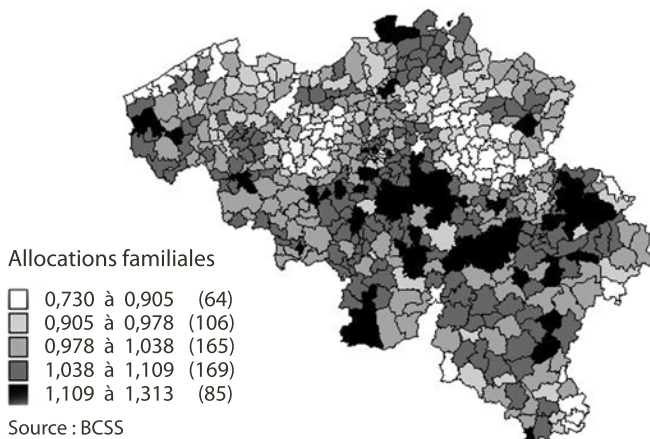 Allocations familiales
0,730 à 0,905 (64)
0,905 à 0,978 (106)
0,978 à 1,038 (165)
1,038 à 1,109 (169)
1,109 à 1,313 (85)
Source : BCSS